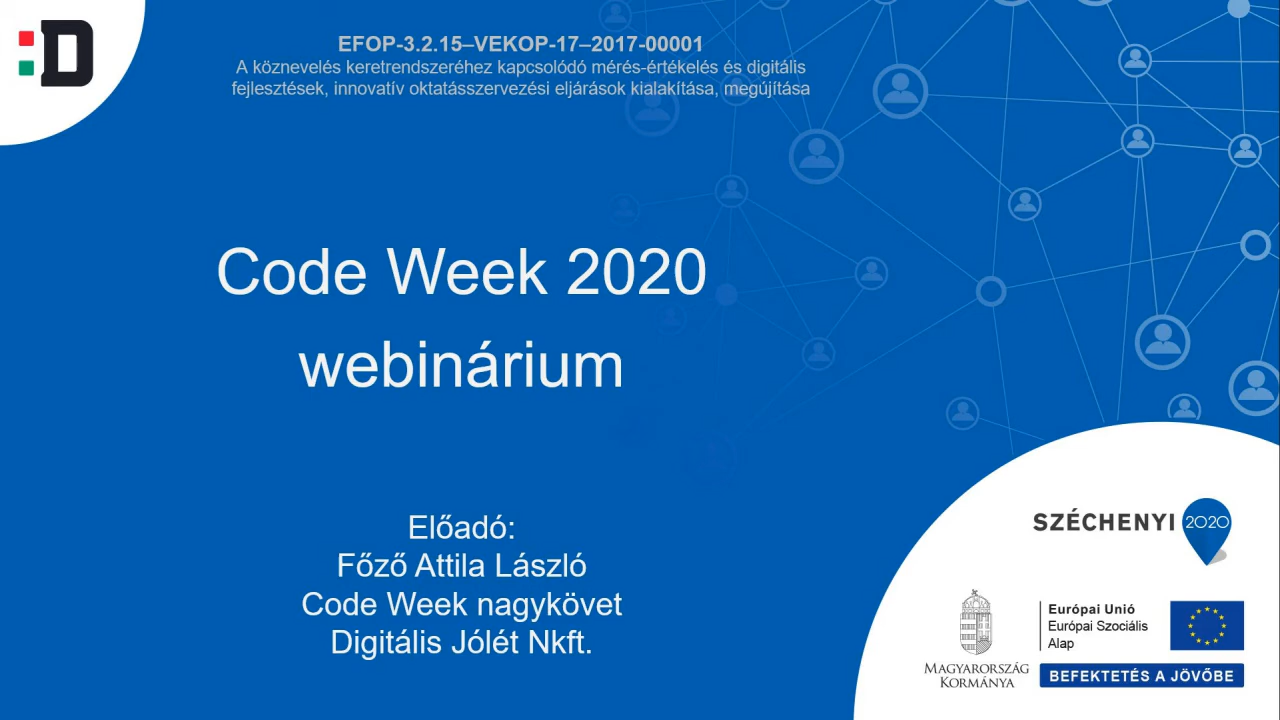 D
EFOP-3.2.15–VEKOP-17–2017-00001
A köznevelés keretrendszeréhez kapcsolódó mérés-értékelés és digitális
fejlesztések, innovatív oktatásszervezési eljárások kialakítása, megújítása
Code Week 2020
webinárium
Előadó:
Főző Attila László
Code Week nagykövet
Digitális Jólét Nkft.
SZÉCHENYI 2020
Európai Unió
Európai Szociális
Alap
MAGYARORSZÁG
KORMÁNYA
BEFEKTETÉS A JÖVŐBE